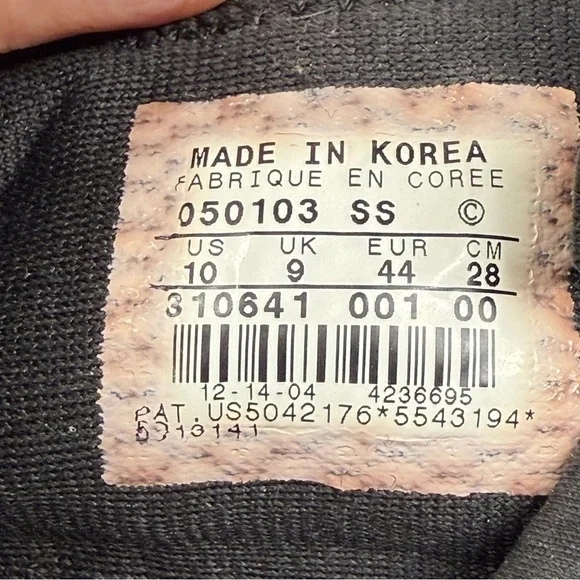 MADE IN KOREA
FABRIQUE EN COREE
050103 SS ©
US UK EUR CM
10 9 44 28
310641 001 00
12-14-04 4236695
PAT.US5042176*5543194*